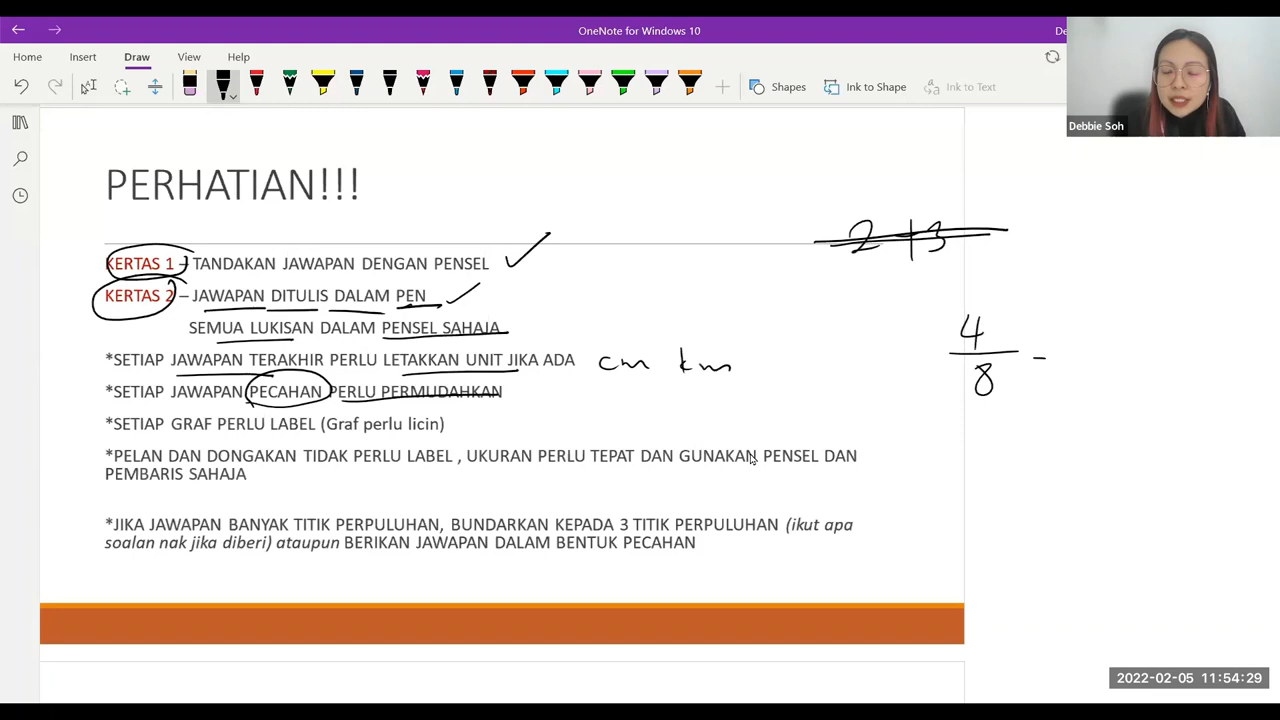 OneNote for Windows 10
De
Home Insert Draw View Help
Shapes Ink to Shape Ink to Text
Debbie Soh
PERHATIAN!!!
2 + 3
KERTAS 1 – TANDAKAN JAWAPAN DENGAN PENSEL
KERTAS 2 – JAWAPAN DITULIS DALAM PEN
SEMUA LUKISAN DALAM PENSEL SAHAJA
*SETIAP JAWAPAN TERAKHIR PERLU LETAKKAN UNIT JIKA ADA cm km
4
8 –
*SETIAP JAWAPAN PECAHAN PERLU PERMUDAHKAN
*SETIAP GRAF PERLU LABEL (Graf perlu licin)
*PELAN DAN DONGAKAN TIDAK PERLU LABEL , UKURAN PERLU TEPAT DAN GUNAKAN PENSEL DAN
PEMBARIS SAHAJA
*JIKA JAWAPAN BANYAK TITIK PERPULUHAN, BUNDARKAN KEPADA 3 TITIK PERPULUHAN (ikut apa
soalan nak jika diberi) ataupun BERIKAN JAWAPAN DALAM BENTUK PECAHAN
2022-02-05 11:54:29